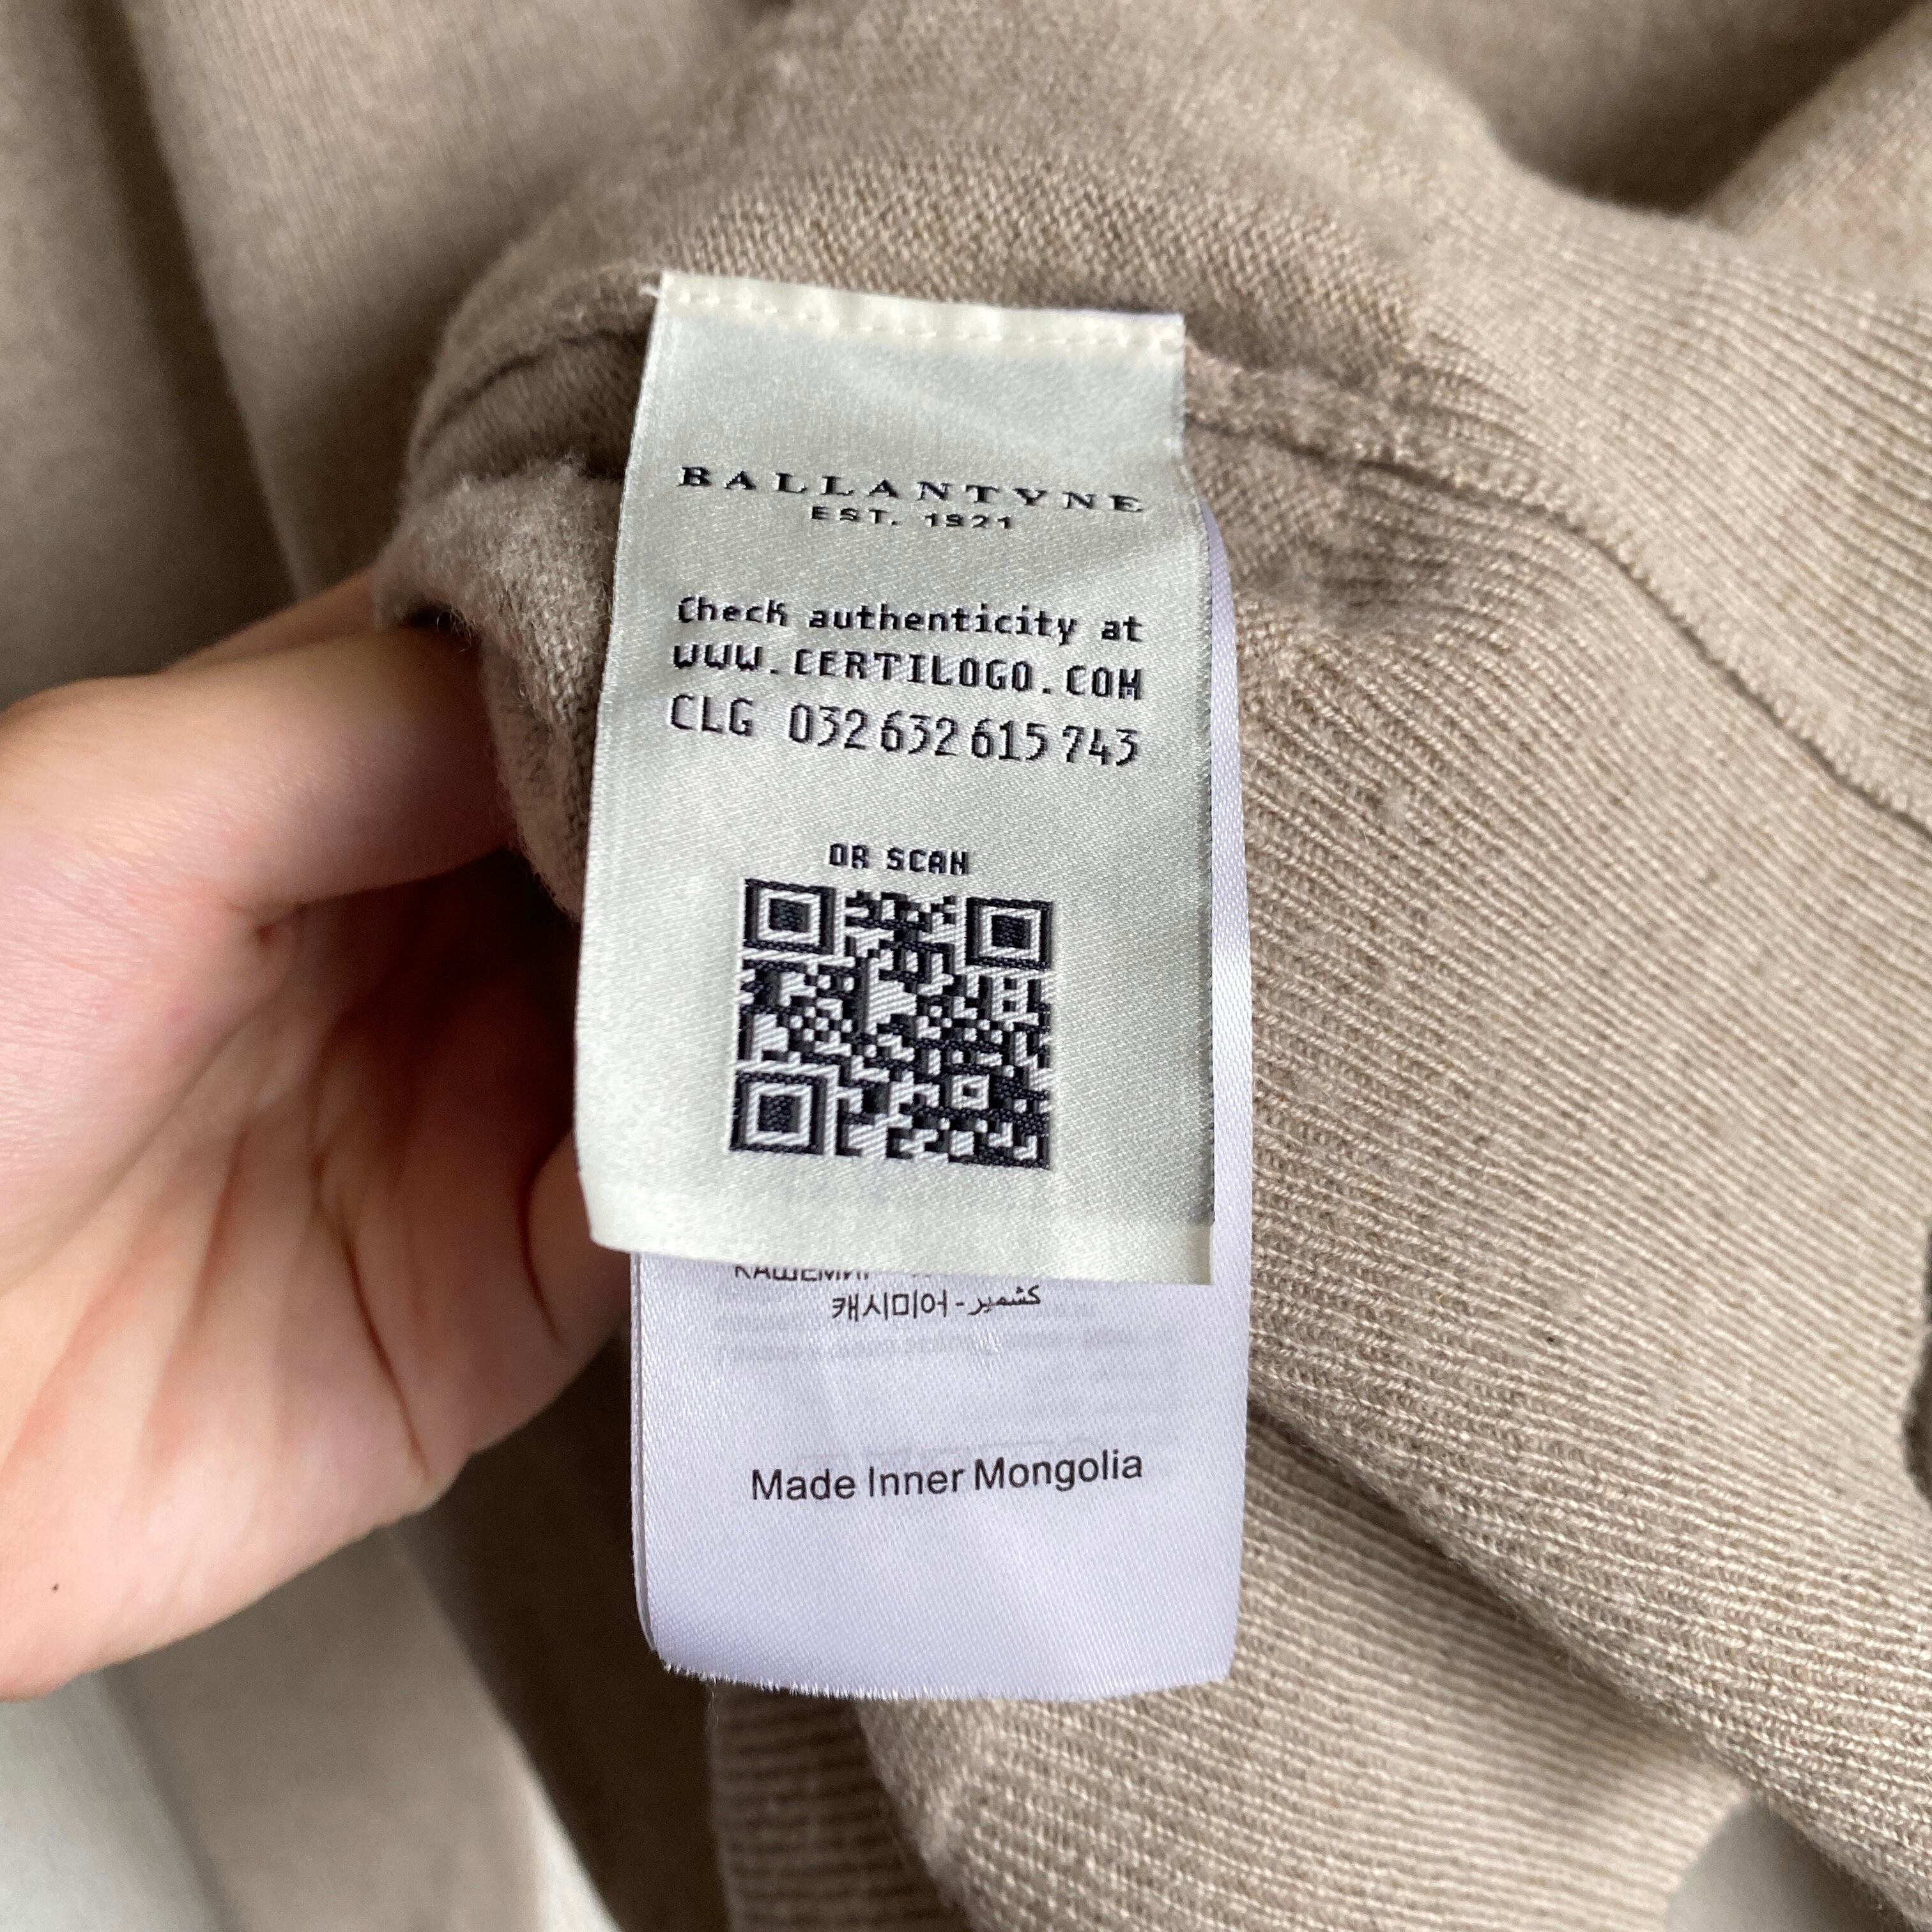 BALLANTYNE
EST. 1921
Check authenticity at
WWW.CERTILOGO.COM
CLG 032 632 615 743
OR SCAN
КАШЕМИР
캐시미어 - كشمير
Made Inner Mongolia